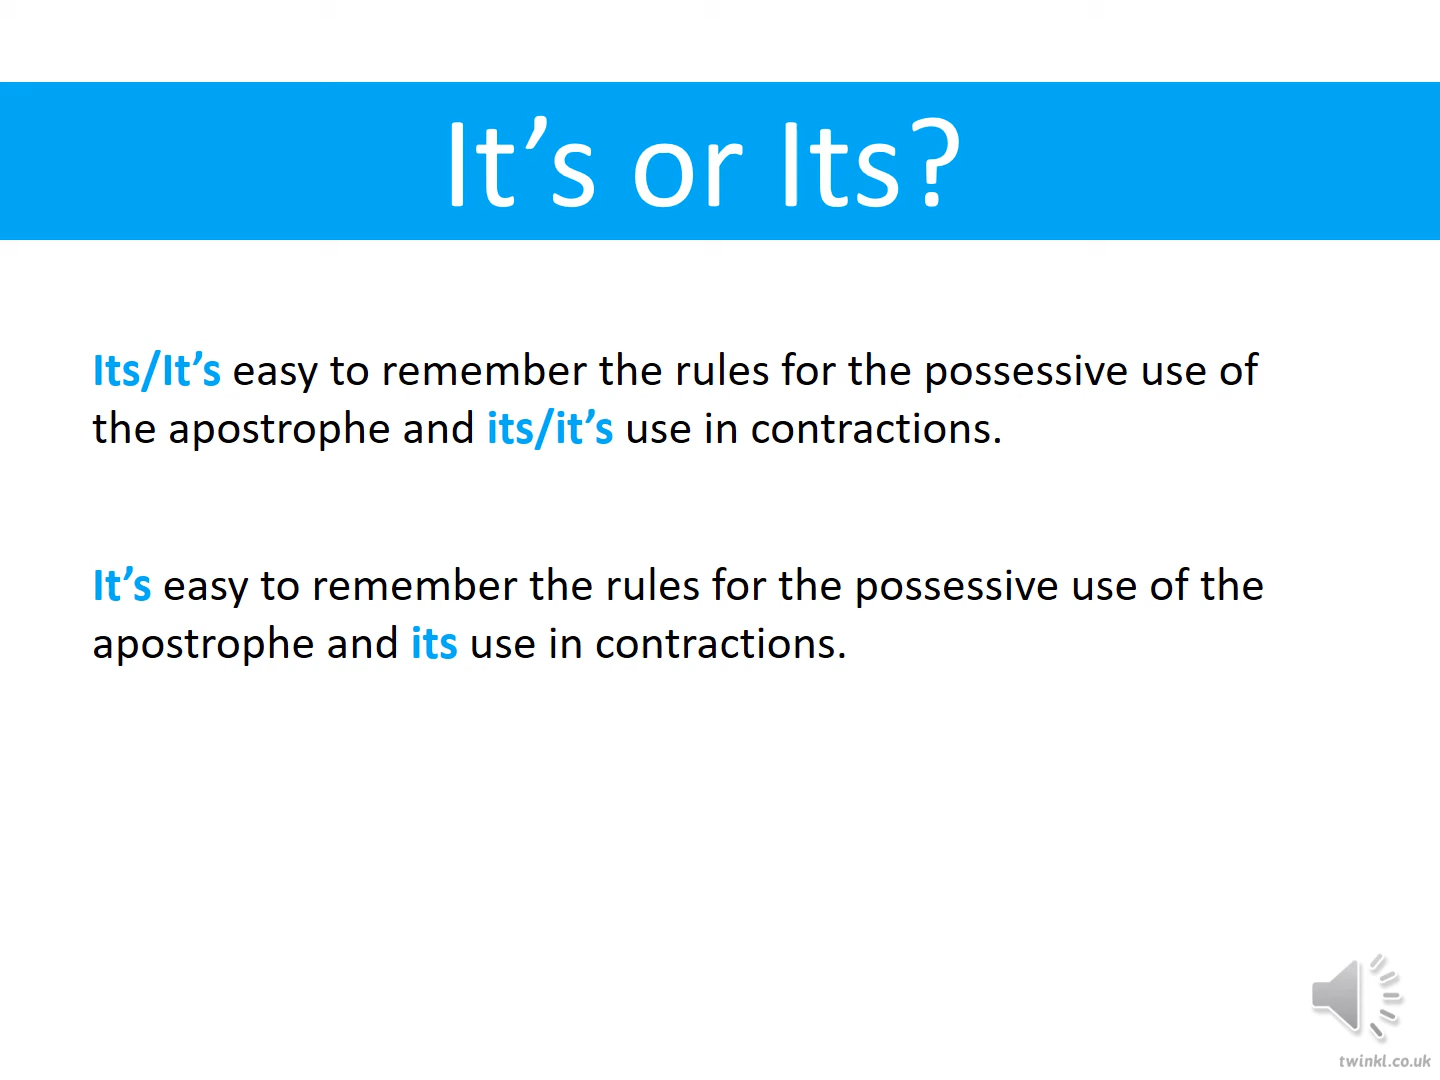 It’s or Its?
Its/It’s easy to remember the rules for the possessive use of
the apostrophe and its/it’s use in contractions.
It’s easy to remember the rules for the possessive use of the
apostrophe and its use in contractions.
twinkl.co.uk